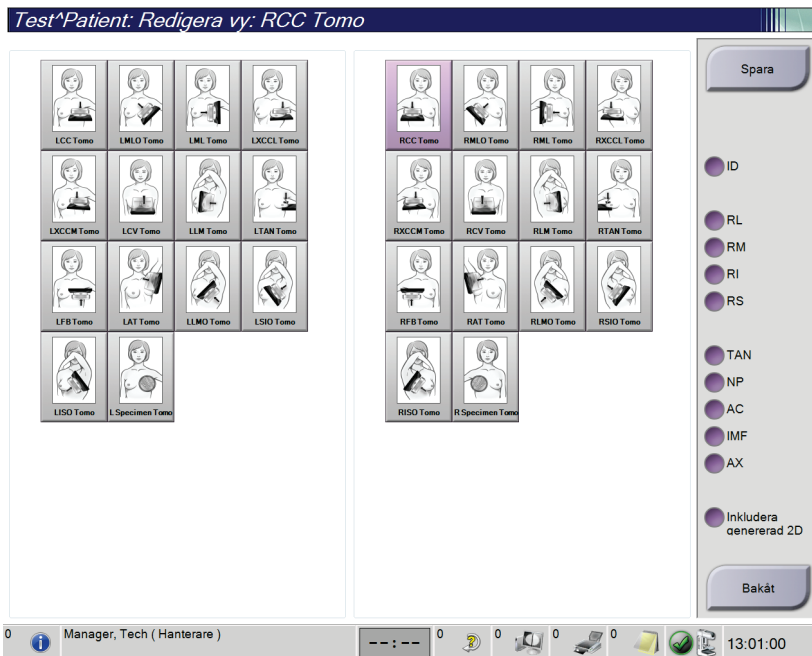 Test^Patient: Redigera vy: RCC Tomo
LCC Tomo
LMLO Tomo
LML Tomo
LXCCL Tomo
LXCCM Tomo
LCV Tomo
LLM Tomo
LTAN Tomo
LFB Tomo
LAT Tomo
LLMO Tomo
LSIO Tomo
LISO Tomo
L Specimen Tomo
RCC Tomo
RMLO Tomo
RML Tomo
RXCCL Tomo
RXCCM Tomo
RCV Tomo
RLM Tomo
RTAN Tomo
RFB Tomo
RAT Tomo
RLMO Tomo
RSIO Tomo
RISO Tomo
R Specimen Tomo
Spara
ID
RL
RM
RI
RS
TAN
NP
AC
IMF
AX
Inkludera
genererad 2D
Bakåt
0
Manager, Tech ( Hanterare )
--:--
0
0
0
0
13:01:00